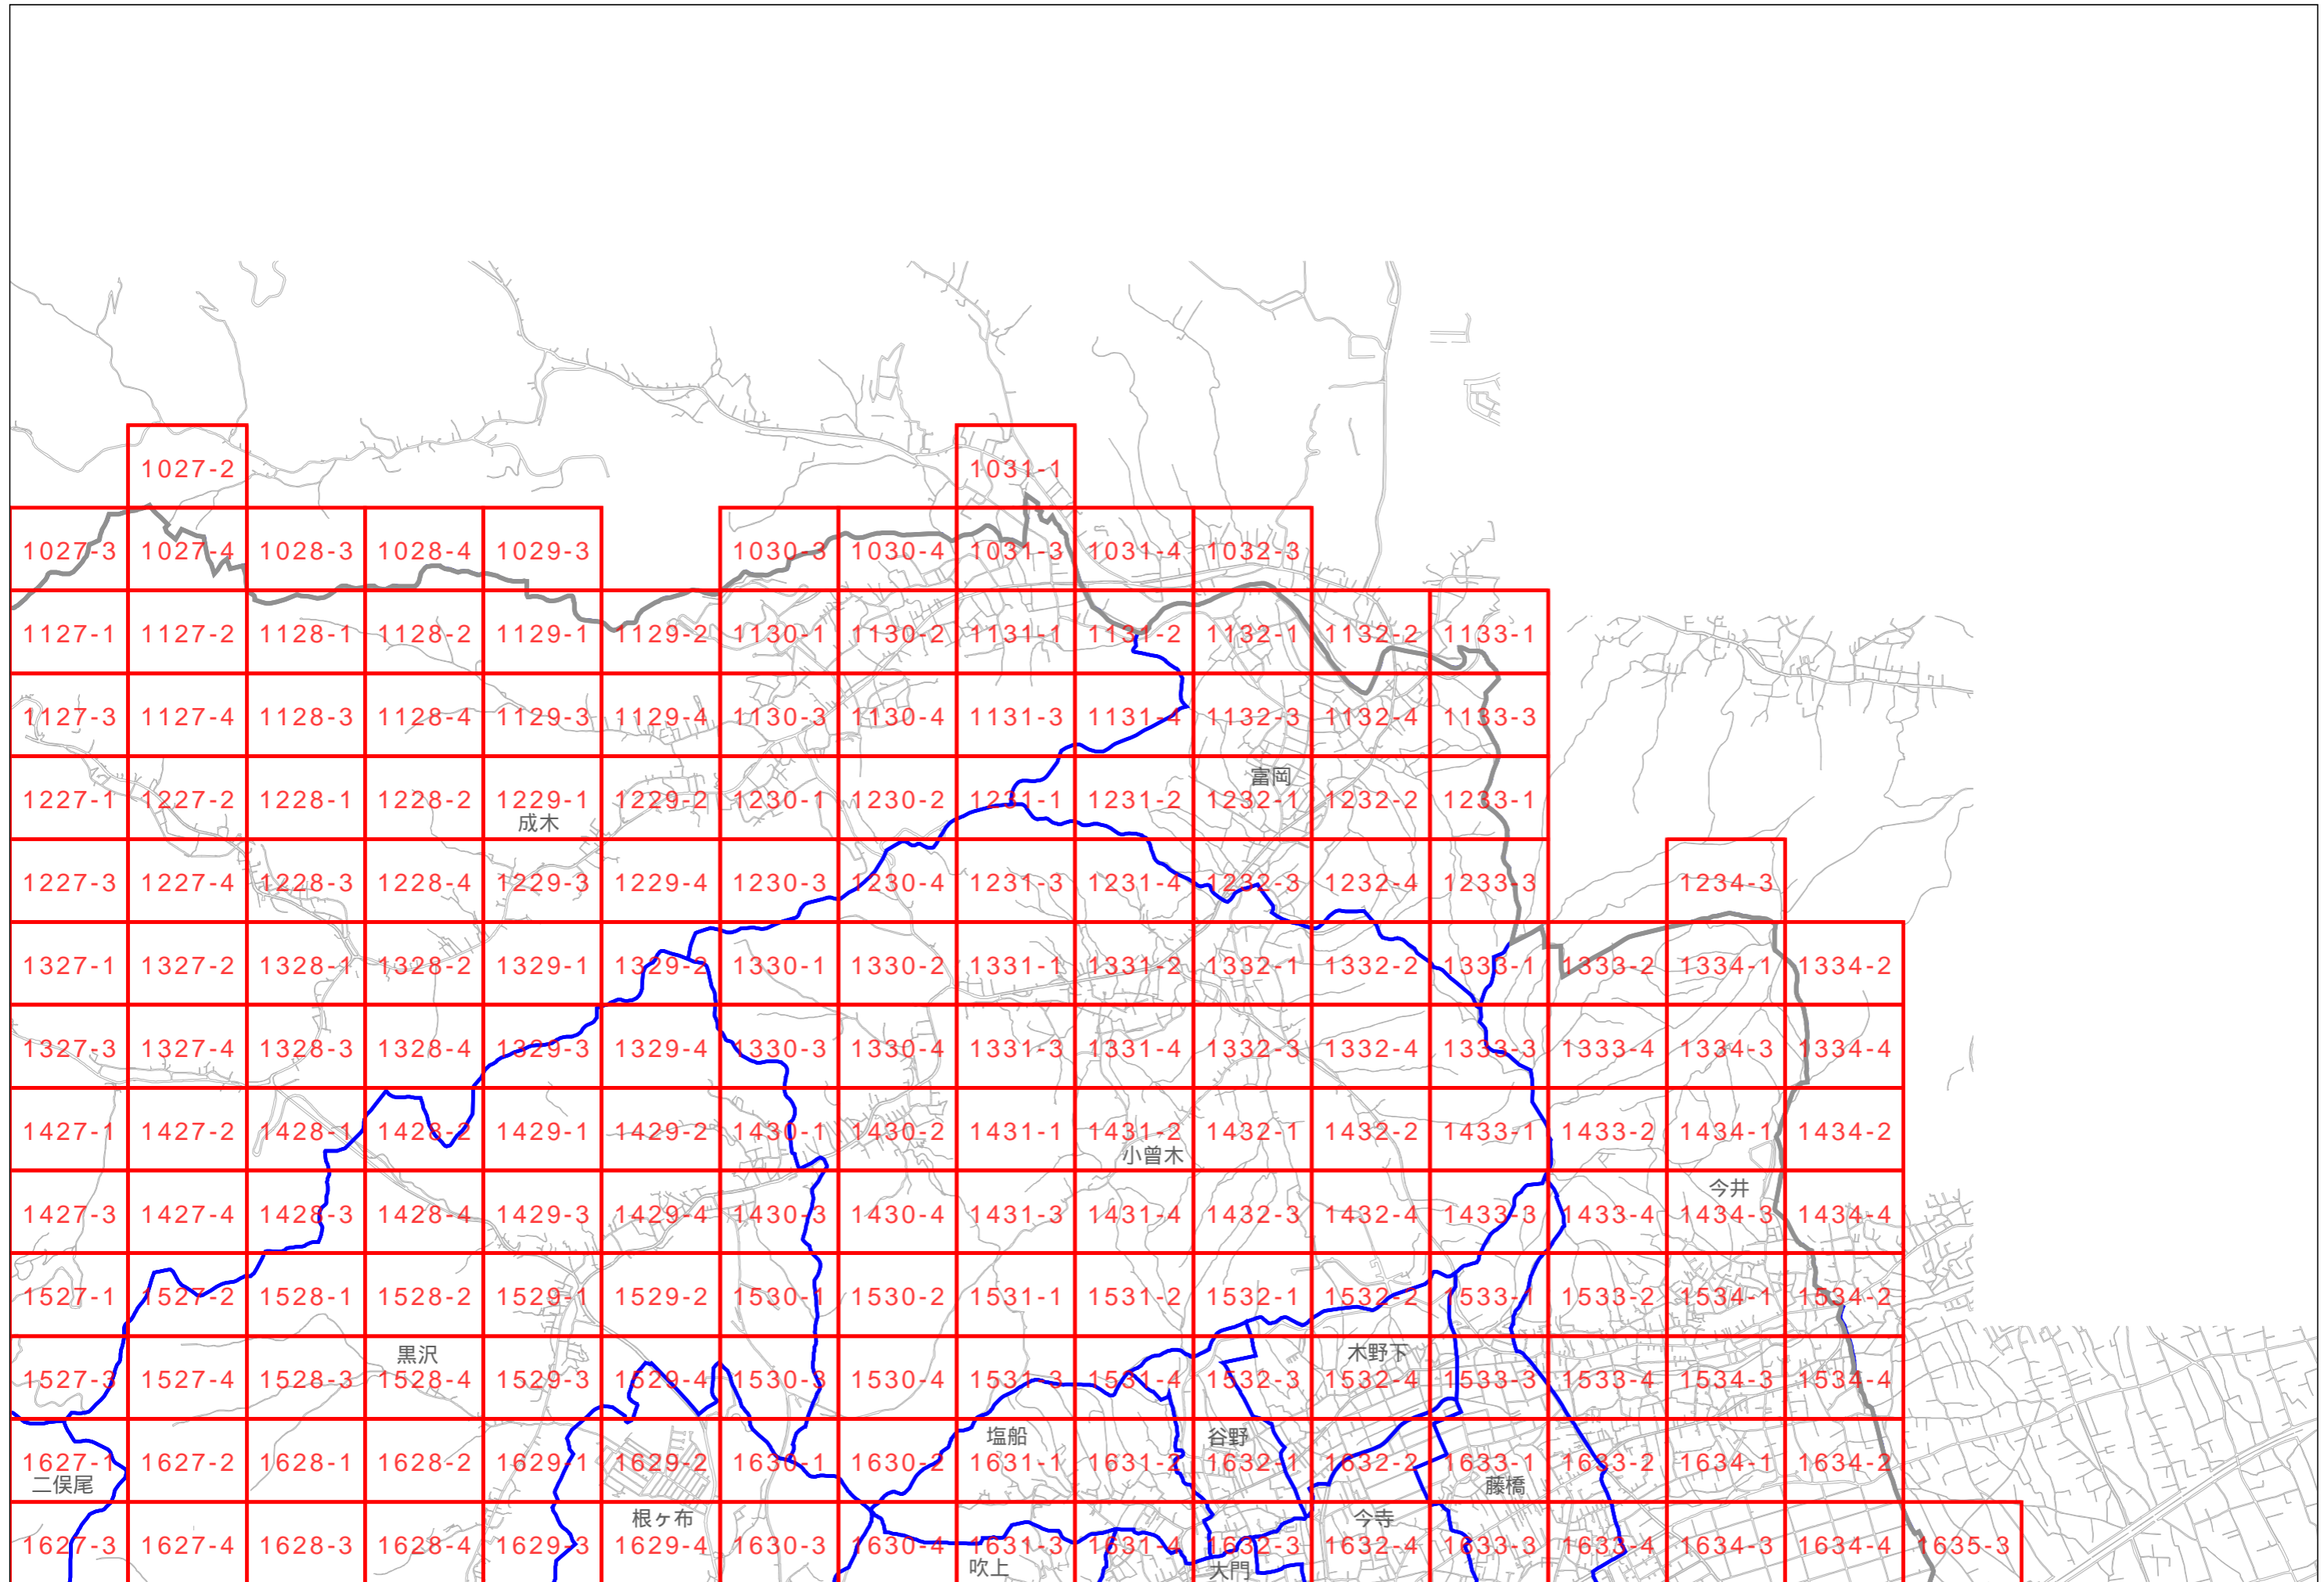 1027-2 1031-1
1027-3 1027-4 1028-3 1028-4 1029-3 1030-3 1030-4 1031-3 1031-4 1032-3
1127-1 1127-2 1128-1 1128-2 1129-1 1129-2 1130-1 1130-2 1131-1 1131-2 1132-1 1132-2 1133-1
1127-3 1127-4 1128-3 1128-4 1129-3 1129-4 1130-3 1130-4 1131-3 1131-4 1132-3 1132-4 1133-3
富岡
1227-1 1227-2 1228-1 1228-2 1229-1 1229-2 1230-1 1230-2 1231-1 1231-2 1232-1 1232-2 1233-1
成木
1227-3 1227-4 1228-3 1228-4 1229-3 1229-4 1230-3 1230-4 1231-3 1231-4 1232-3 1232-4 1233-3 1234-3
1327-1 1327-2 1328-1 1328-2 1329-1 1329-2 1330-1 1330-2 1331-1 1331-2 1332-1 1332-2 1333-1 1333-2 1334-1 1334-2
1327-3 1327-4 1328-3 1328-4 1329-3 1329-4 1330-3 1330-4 1331-3 1331-4 1332-3 1332-4 1333-3 1333-4 1334-3 1334-4
1427-1 1427-2 1428-1 1428-2 1429-1 1429-2 1430-1 1430-2 1431-1 1431-2 1432-1 1432-2 1433-1 1433-2 1434-1 1434-2
小曾木
今井
1427-3 1427-4 1428-3 1428-4 1429-3 1429-4 1430-3 1430-4 1431-3 1431-4 1432-3 1432-4 1433-3 1433-4 1434-3 1434-4
1527-1 1527-2 1528-1 1528-2 1529-1 1529-2 1530-1 1530-2 1531-1 1531-2 1532-1 1532-2 1533-1 1533-2 1534-1 1534-2
黒沢 木野下
1527-3 1527-4 1528-3 1528-4 1529-3 1529-4 1530-3 1530-4 1531-3 1531-4 1532-3 1532-4 1533-3 1533-4 1534-3 1534-4
塩船 谷野
1627-1 1627-2 1628-1 1628-2 1629-1 1629-2 1630-1 1630-2 1631-1 1631-2 1632-1 1632-2 1633-1 1633-2 1634-1 1634-2
二俣尾 藤橋
根ヶ布 今寺
1627-3 1627-4 1628-3 1628-4 1629-3 1629-4 1630-3 1630-4 1631-3 1631-4 1632-3 1632-4 1633-3 1633-4 1634-3 1634-4 1635-3
吹上 大門